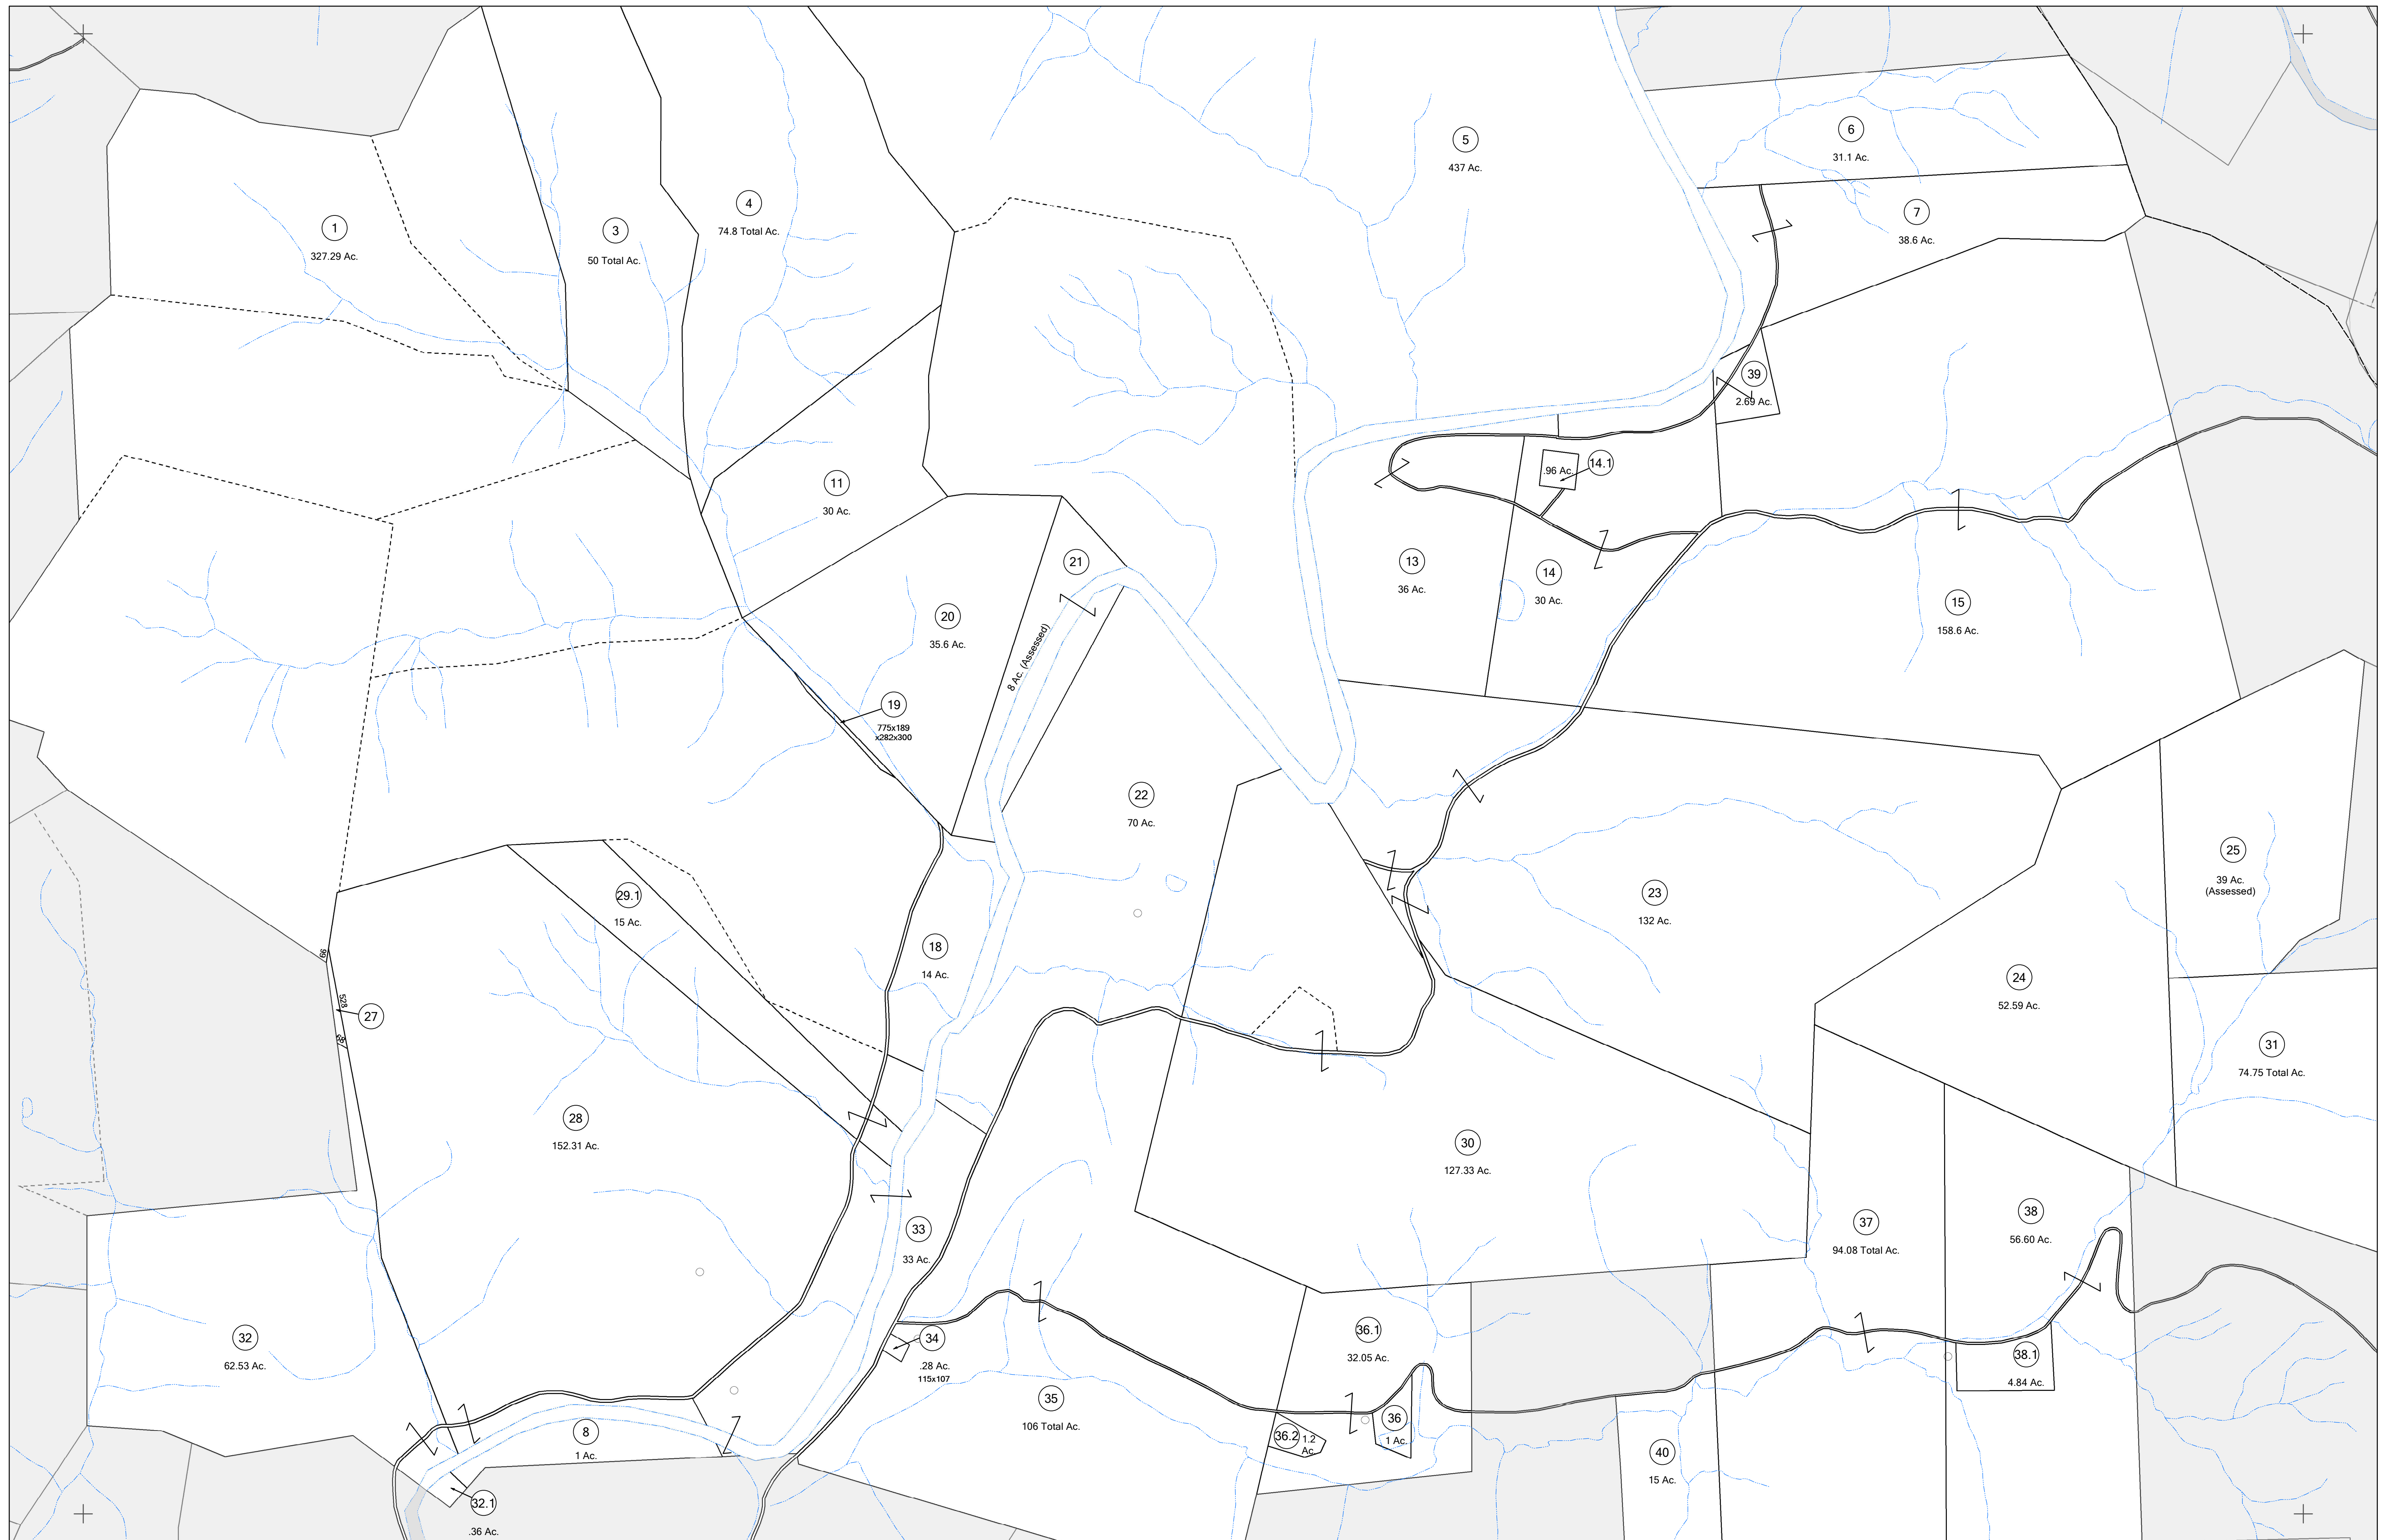 5
437 Ac.
6
31.1 Ac.
4
74.8 Total Ac.
7
38.6 Ac.
1
327.29 Ac.
3
50 Total Ac.
39
2.69 Ac.
14.1
.96 Ac.
11
30 Ac.
13
36 Ac.
14
30 Ac.
21
8 Ac. (Assessed)
15
158.6 Ac.
20
35.6 Ac.
19
775x189
x282x300
22
70 Ac.
25
39 Ac.
(Assessed)
29.1
15 Ac.
23
132 Ac.
18
14 Ac.
24
52.59 Ac.
528
27
31
74.75 Total Ac.
28
152.31 Ac.
30
127.33 Ac.
33
33 Ac.
37
94.08 Total Ac.
38
56.60 Ac.
32
62.53 Ac.
34
.28 Ac.
115x107
36.1
32.05 Ac.
38.1
4.84 Ac.
35
106 Total Ac.
36
1 Ac.
36.2
1.2
Ac.
8
1 Ac.
40
15 Ac.
32.1
.36 Ac.